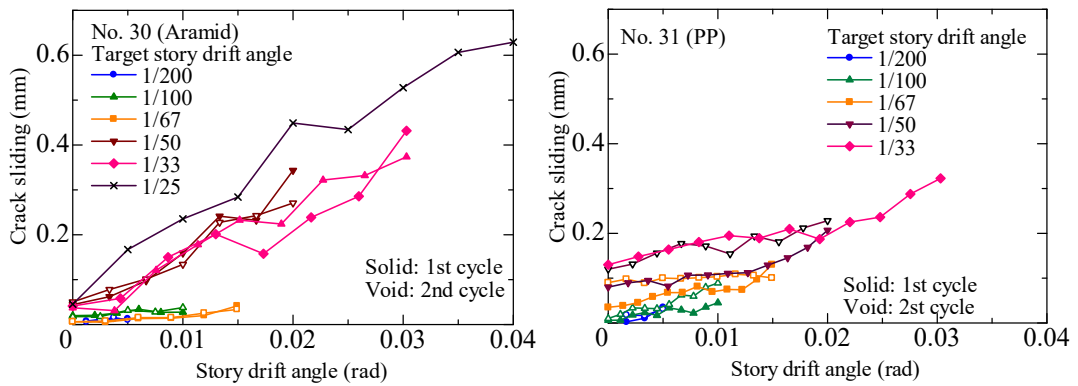 No. 30 (Aramid)
Target story drift angle
1/200
1/100
1/67
1/50
1/33
1/25
Solid: 1st cycle
Void: 2nd cycle
0.6
0.4
0.2
0
0.01
0.02
0.03
0.04
Crack sliding (mm)
Story drift angle (rad)
No. 31 (PP)
Target story drift angle
1/200
1/100
1/67
1/50
1/33
Solid: 1st cycle
Void: 2st cycle
0.6
0.4
0.2
0
0.01
0.02
0.03
0.04
Crack sliding (mm)
Story drift angle (rad)